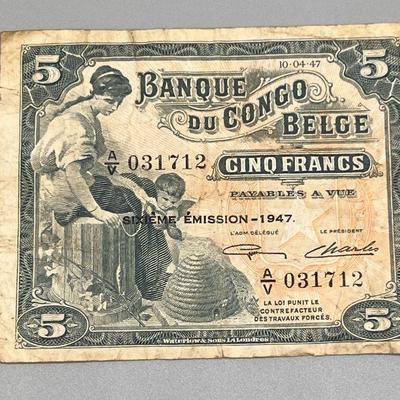 5 10-04-47 5
BANQUE
DU CONGO
BELGE
A/V 031712 CINQ FRANCS
PAYABLES A VUE
SIXIÈME ÉMISSION-1947.
L'ADM. DÉLÉGUÉ LE PRÉSIDENT
A/V 031712
LA LOI PUNIT LE
CONTREFACTEUR
DES TRAVAUX FORCÉS.
5 5
Waterlow & Sons Ld Londres